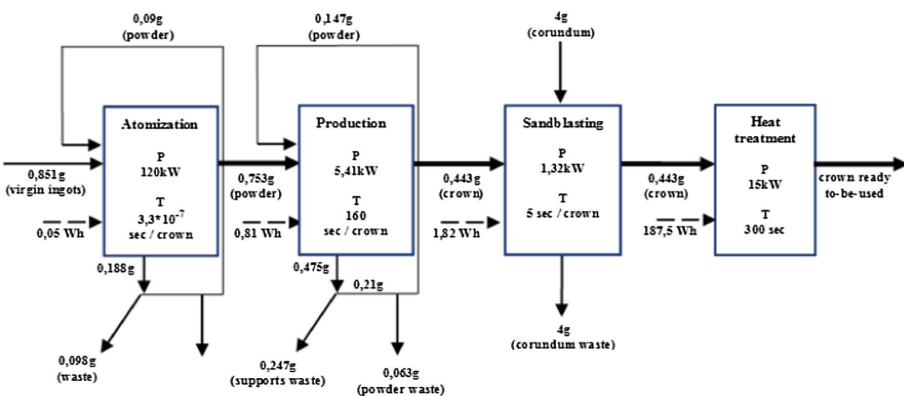 0,09g
(powder)
0,147g
(powder)
4g
(corundum)
Atomization
P
120kW
T
3,3*10⁻⁷
sec / crown
Production
P
5,41kW
T
160
sec / crown
Sandblasting
P
1,32kW
T
5 sec / crown
Heat
treatment
P
15kW
T
300 sec
0,851g
(virgin ingots)
0,753g
(powder)
0,443g
(crown)
0,443g
(crown)
crown ready
to-be-used
0,05 Wh
0,81 Wh
1,82 Wh
187,5 Wh
0,188g
0,475g
0,21g
0,098g
(waste)
0,247g
(supports waste)
0,063g
(powder waste)
4g
(corundum waste)